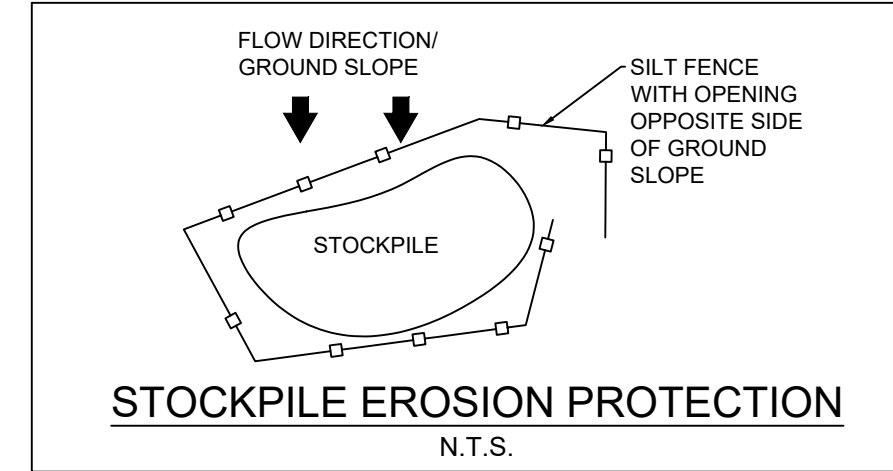 FLOW DIRECTION/
GROUND SLOPE
SILT FENCE
WITH OPENING
OPPOSITE SIDE
OF GROUND
SLOPE
STOCKPILE
STOCKPILE EROSION PROTECTION
N.T.S.